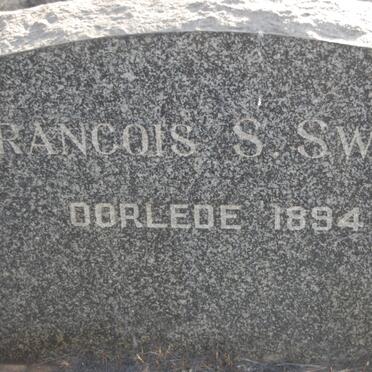 RANCOIS S. SW
OORLEDE 1894